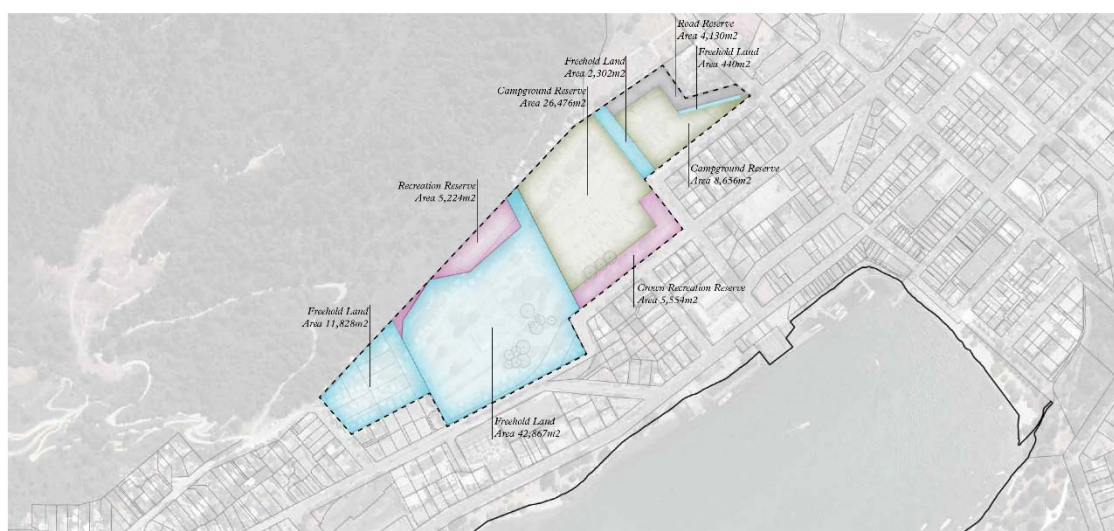 Road Reserve
Area 4,130m2
Freehold Land
Area 440m2
Freehold Land
Area 2,302m2
Campground Reserve
Area 26,476m2
Campground Reserve
Area 8,656m2
Recreation Reserve
Area 5,224m2
Crown Recreation Reserve
Area 5,554m2
Freehold Land
Area 11,828m2
Freehold Land
Area 42,867m2